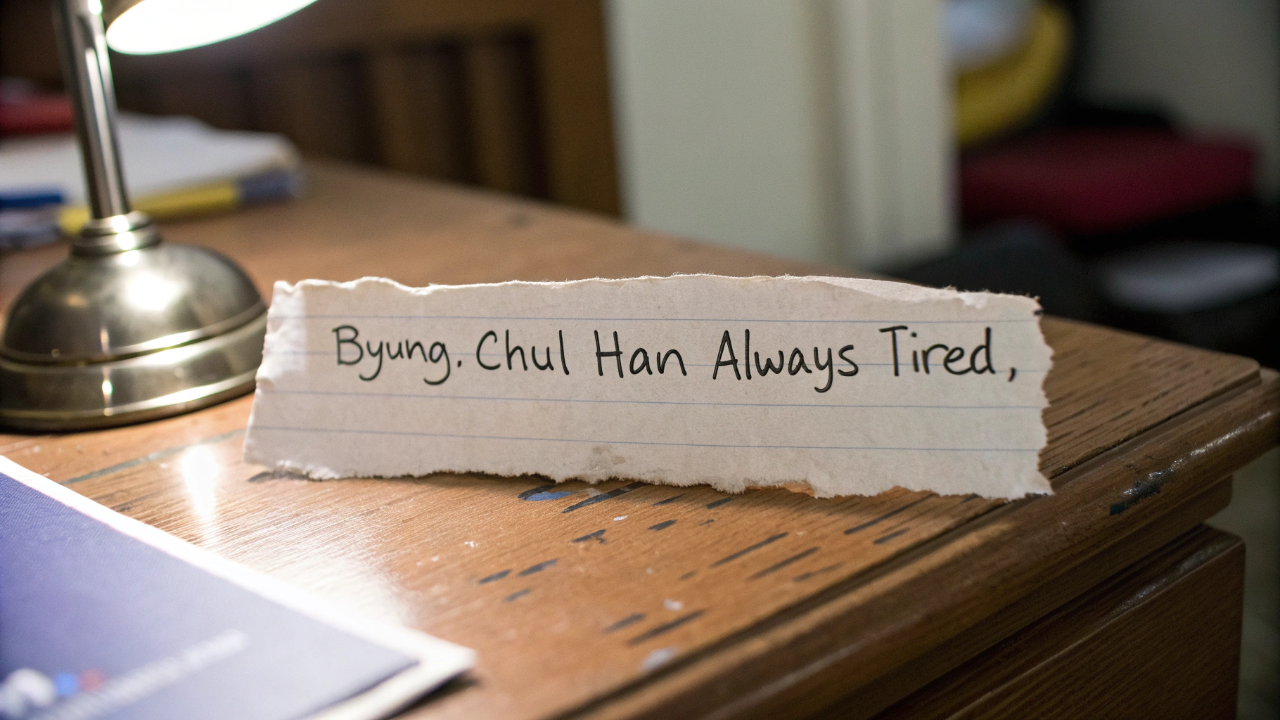 Byung. Chul Han Always Tired,